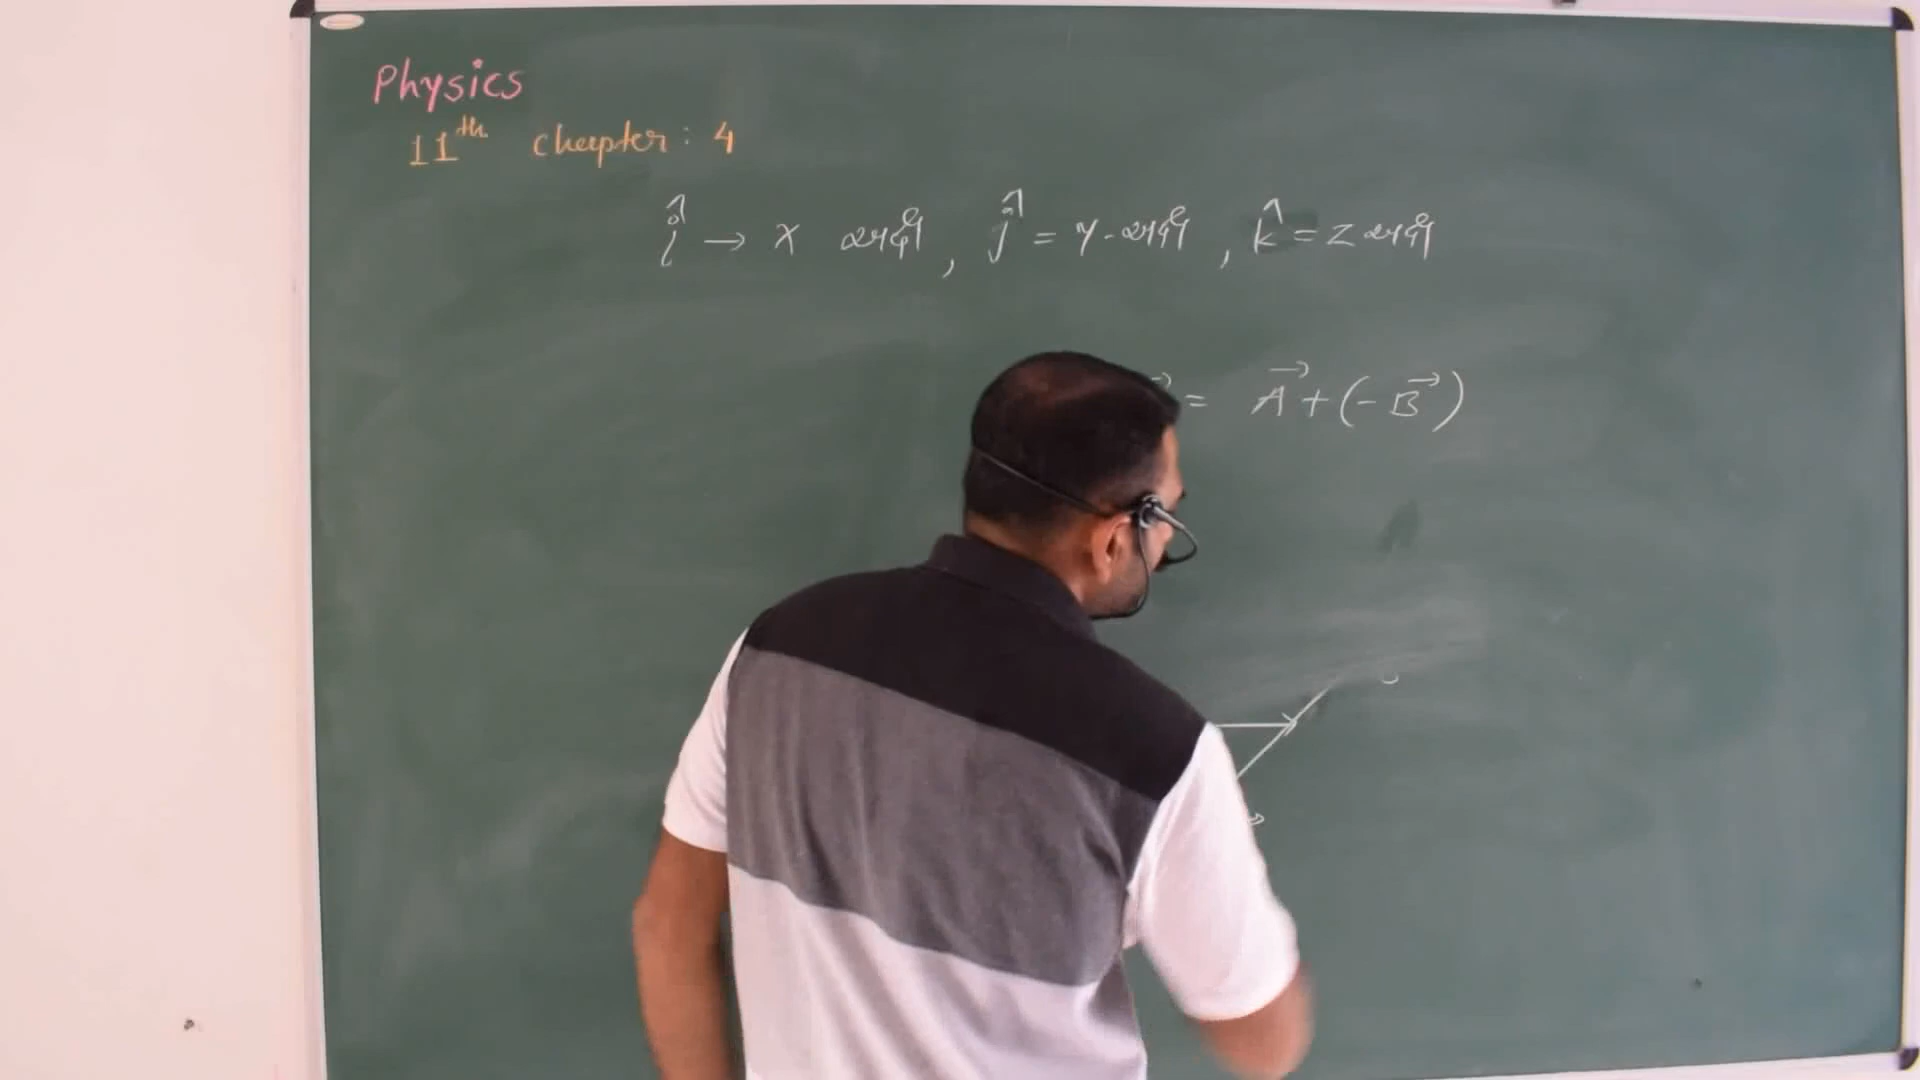 Physics
11th chapter: 4
î → X અક્ષ, ĵ = Y-અક્ષ, k̂ = Z અક્ષ
= A⃗ + (- B⃗)